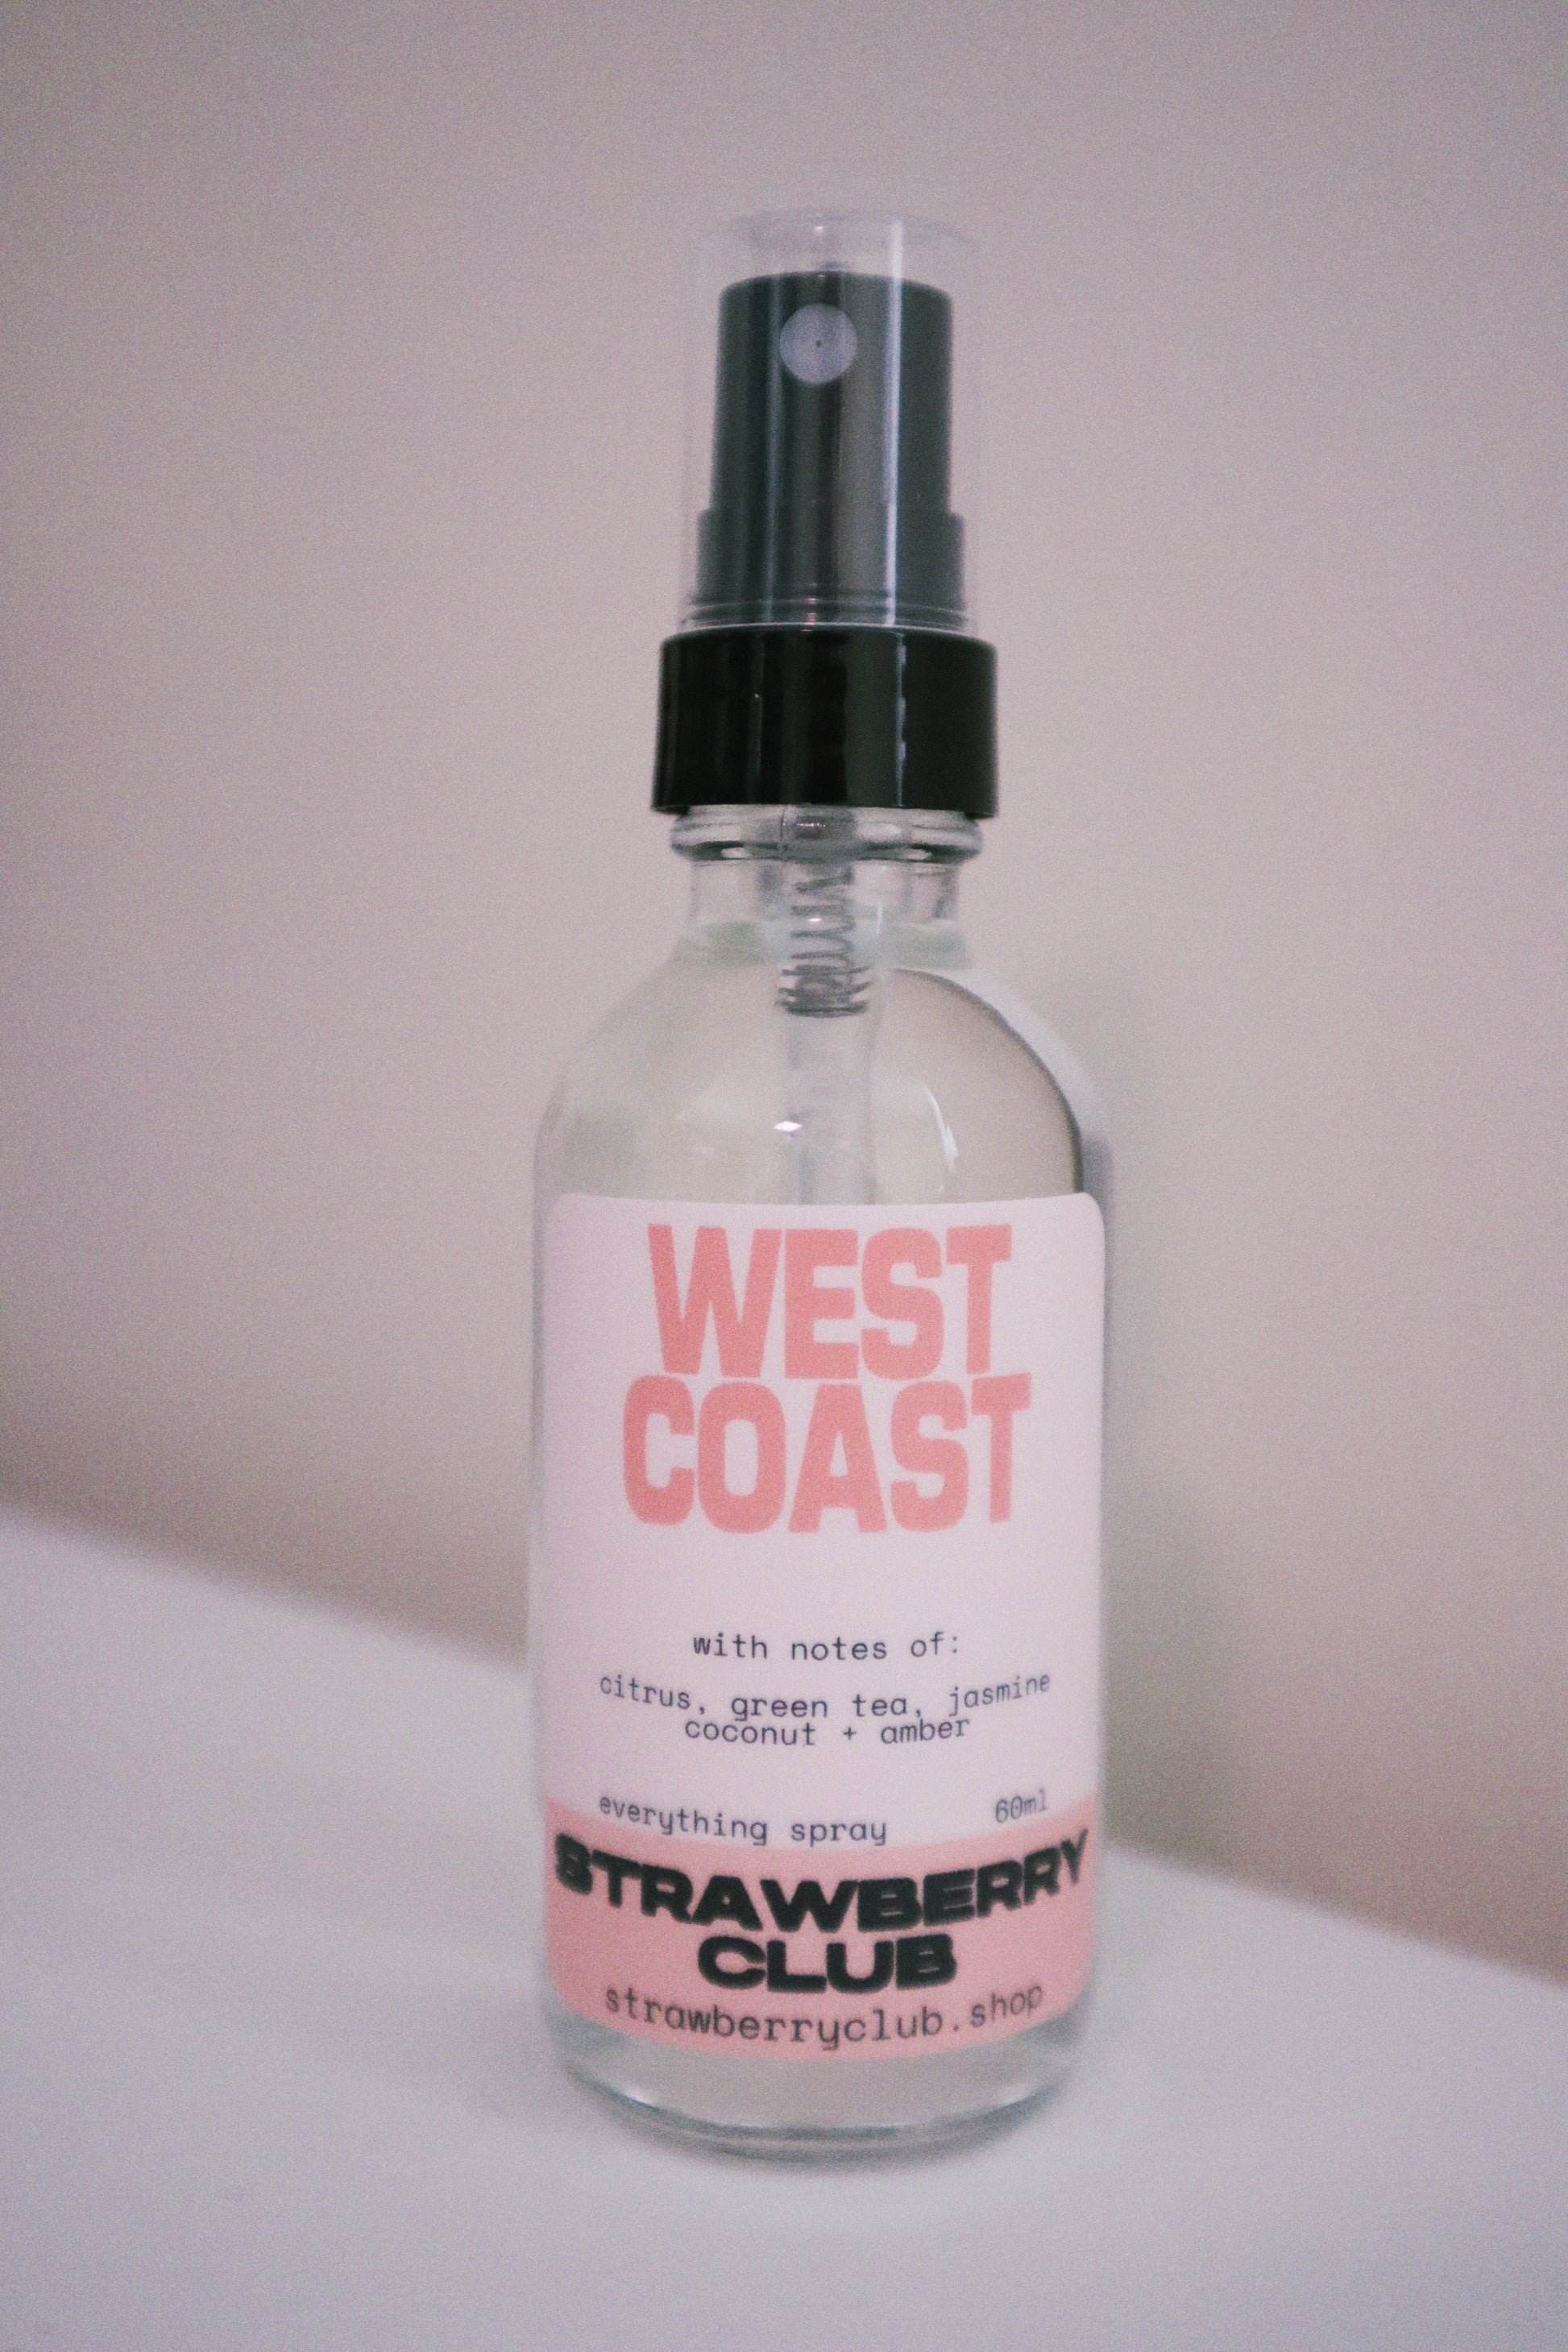 WEST
COAST
with notes of:
citrus, green tea, jasmine
coconut + amber
everything spray 60ml
STRAWBERRY
CLUB
strawberryclub.shop